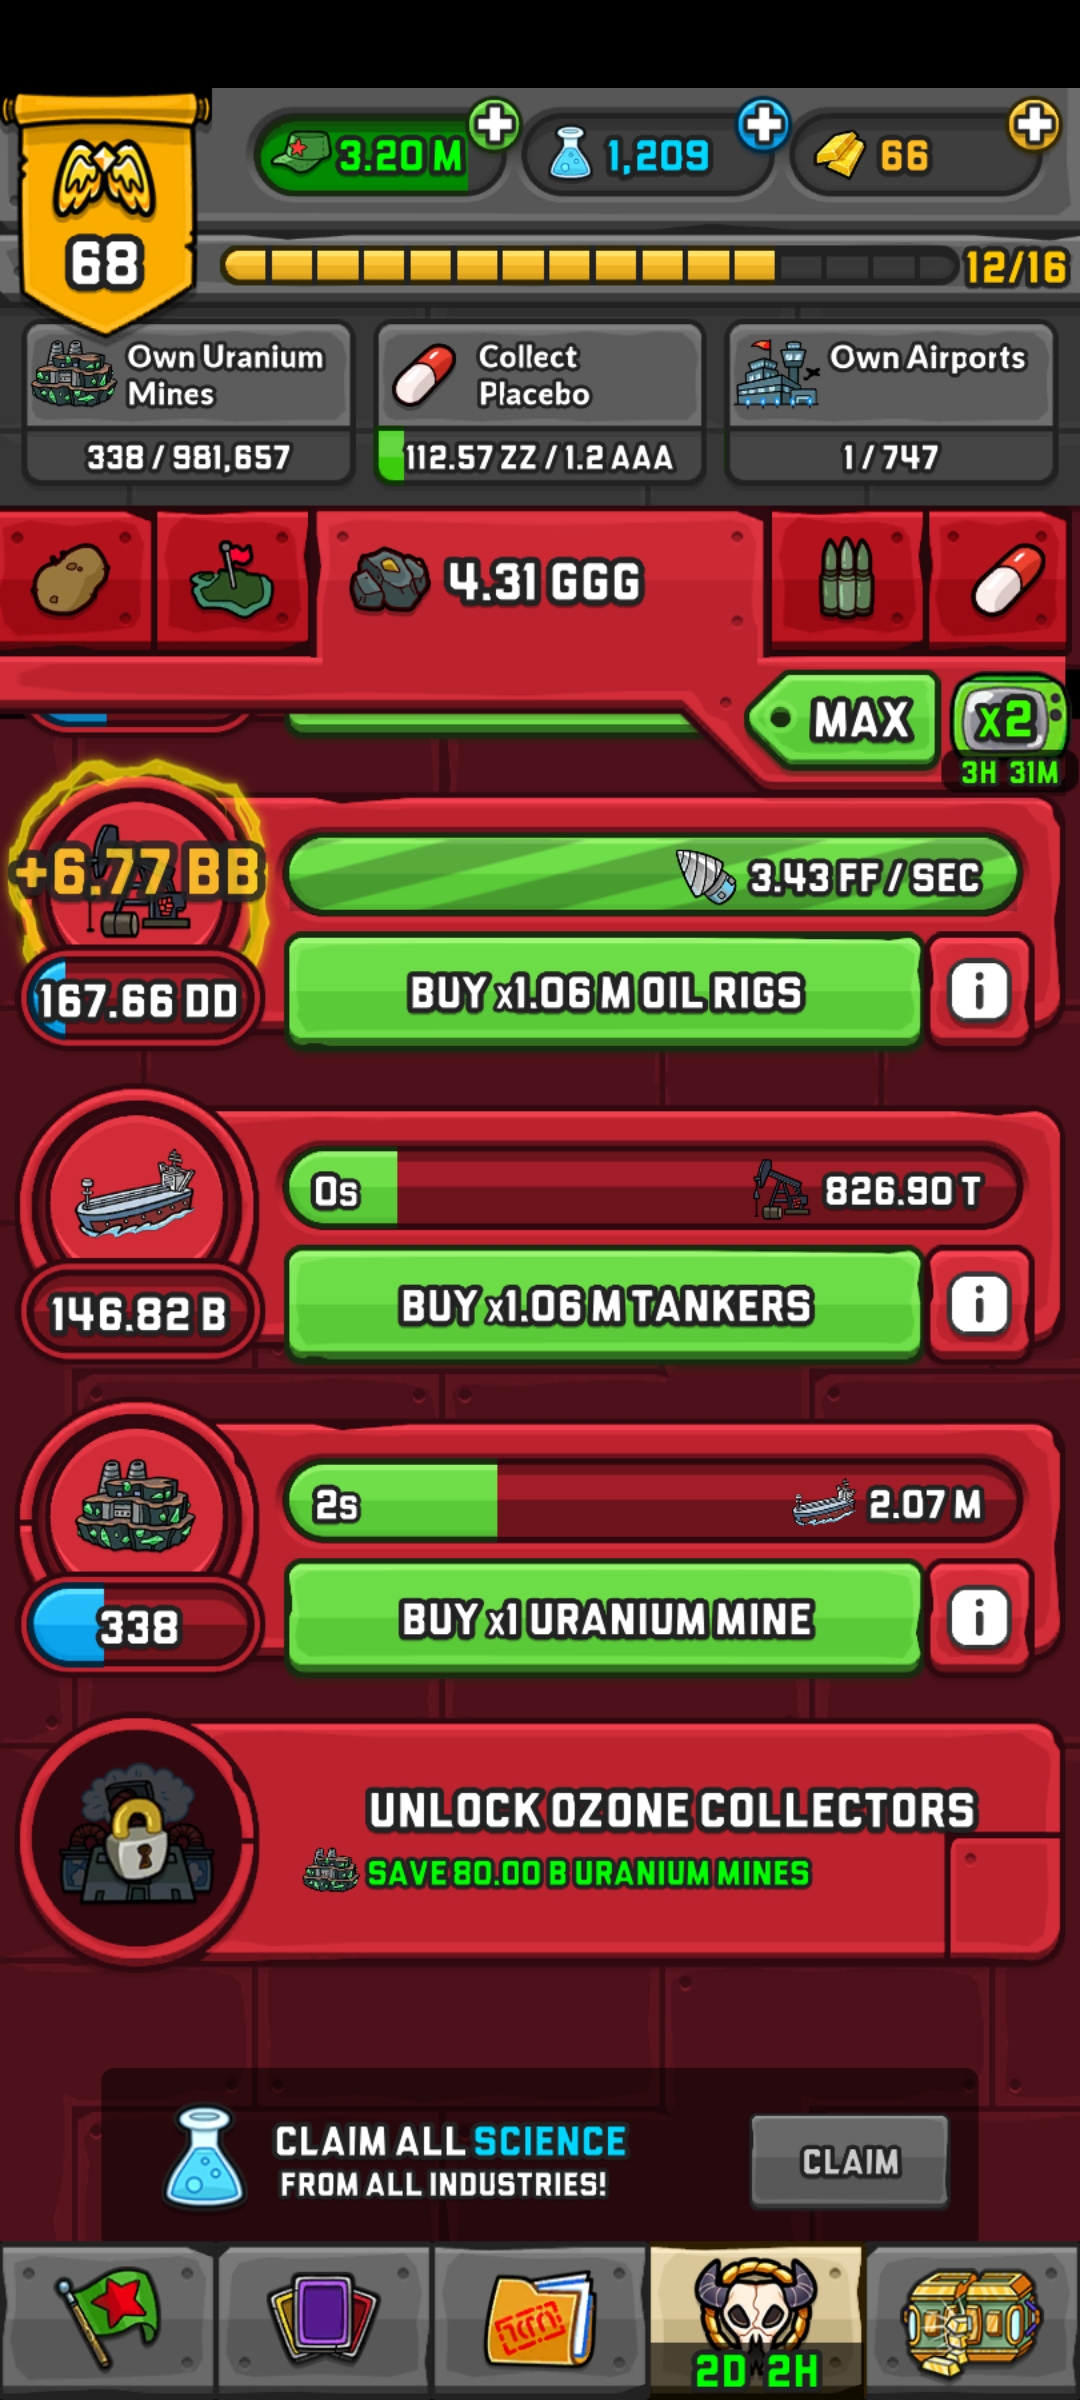 3.20 M
1,209
66
68
12/16
Own Uranium
Mines
338 / 981,657
Collect
Placebo
112.57 ZZ / 1.2 AAA
Own Airports
1 / 747
4.31 GGG
MAX
x2
3H 31M
+6.77 BB
3.43 FF / SEC
167.66 DD
BUY x1.06 M OIL RIGS
i
0s
826.90 T
146.82 B
BUY x1.06 M TANKERS
i
2s
2.07 M
338
BUY x1 URANIUM MINE
i
UNLOCK OZONE COLLECTORS
SAVE 80.00 B URANIUM MINES
CLAIM ALL SCIENCE
FROM ALL INDUSTRIES!
CLAIM
2D 2H